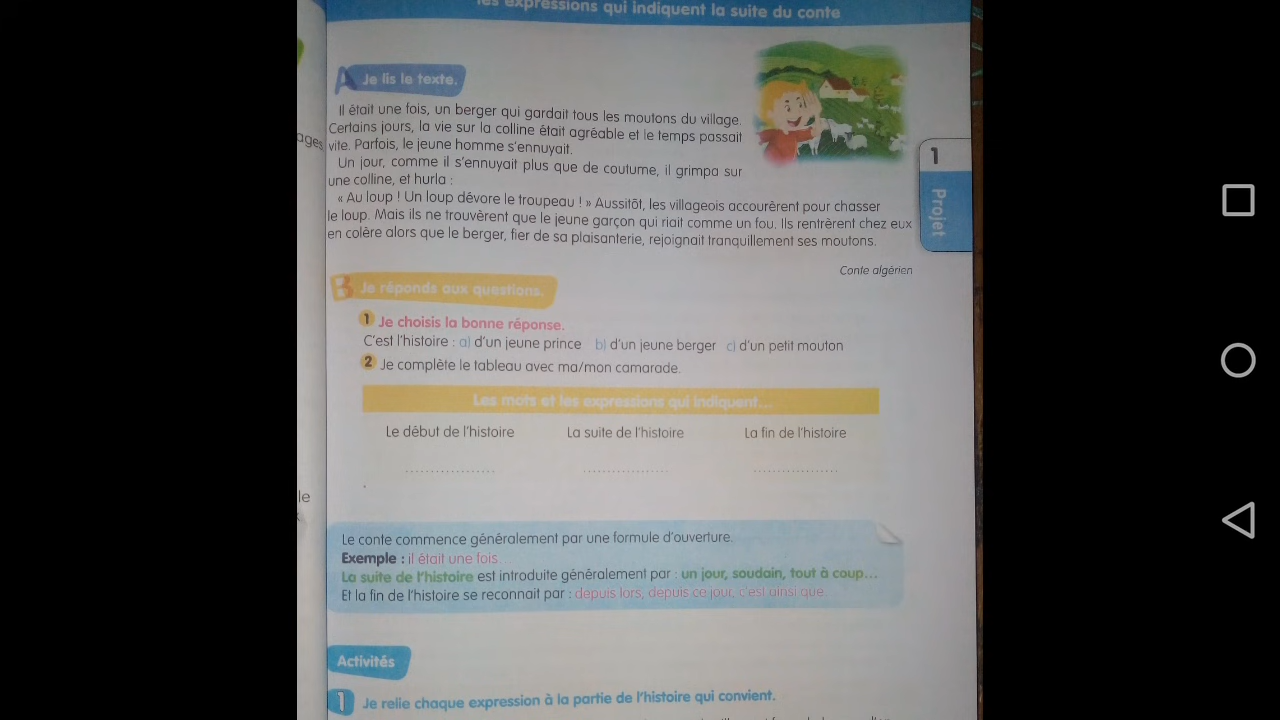 les expressions qui indiquent la suite du conte
A Je lis le texte.
Il était une fois, un berger qui gardait tous les moutons du village.
Certains jours, la vie sur la colline était agréable et le temps passait
ages
vite. Parfois, le jeune homme s'ennuyait.
Un jour, comme il s'ennuyait plus que de coutume, il grimpa sur
une colline, et hurla :
« Au loup ! Un loup dévore le troupeau ! » Aussitôt, les villageois accourèrent pour chasser
le loup. Mais ils ne trouvèrent que le jeune garçon qui riait comme un fou. Ils rentrèrent chez eux
en colère alors que le berger, fier de sa plaisanterie, rejoignait tranquillement ses moutons.
Conte algérien
1
Projet
B Je réponds aux questions.
1 Je choisis la bonne réponse.
C'est l'histoire : a) d'un jeune prince b) d'un jeune berger c) d'un petit mouton
2 Je complète le tableau avec ma/mon camarade.
Les mots et les expressions qui indiquent...
Le début de l'histoire La suite de l'histoire La fin de l'histoire
................... .................. ..................
le
Le conte commence généralement par une formule d'ouverture.
Exemple : il était une fois...
La suite de l'histoire est introduite généralement par : un jour, soudain, tout à coup...
Et la fin de l'histoire se reconnait par : depuis lors, depuis ce jour, c'est ainsi que...
Activités
1 Je relie chaque expression à la partie de l'histoire qui convient.